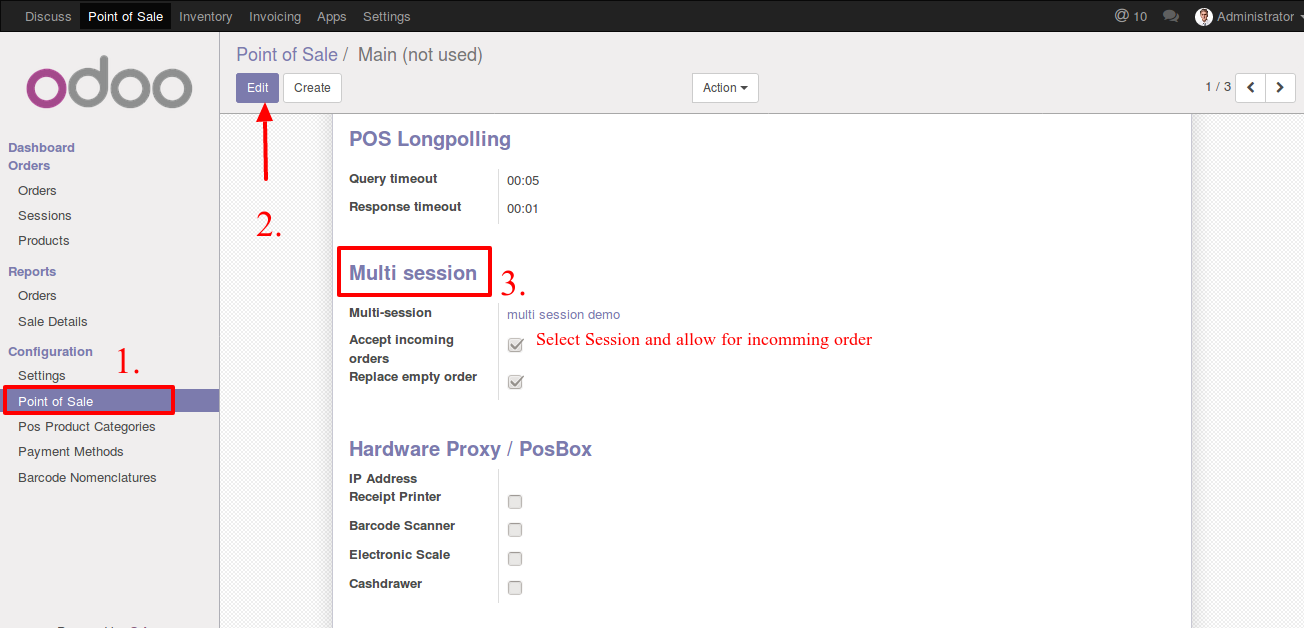 Discuss Point of Sale Inventory Invoicing Apps Settings @ 10 Administrator
odoo
Point of Sale / Main (not used)
Edit Create Action 1 / 3
Dashboard
Orders
Orders
Sessions
Products
Reports
Orders
Sale Details
Configuration
1.
Settings
Point of Sale
Pos Product Categories
Payment Methods
Barcode Nomenclatures
2.
POS Longpolling
Query timeout 00:05
Response timeout 00:01
Multi session 3.
Multi-session multi session demo
Accept incoming
orders
Select Session and allow for incomming order
Replace empty order
Hardware Proxy / PosBox
IP Address
Receipt Printer
Barcode Scanner
Electronic Scale
Cashdrawer